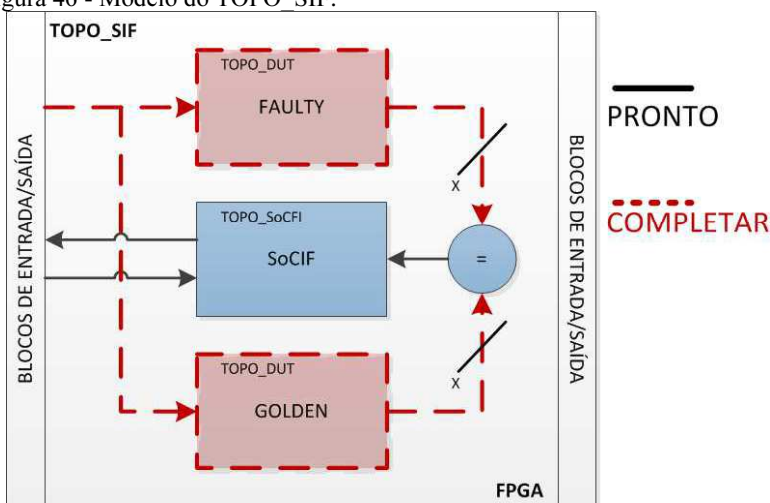 gura 46 - Modelo do TOPO_SIF.
TOPO_SIF
TOPO_DUT
FAULTY
PRONTO
X
COMPLETAR
BLOCOS DE ENTRADA/SAÍDA
BLOCOS DE ENTRADA/SAÍDA
TOPO_SoCFI
SoCIF
=
TOPO_DUT
GOLDEN
X
FPGA